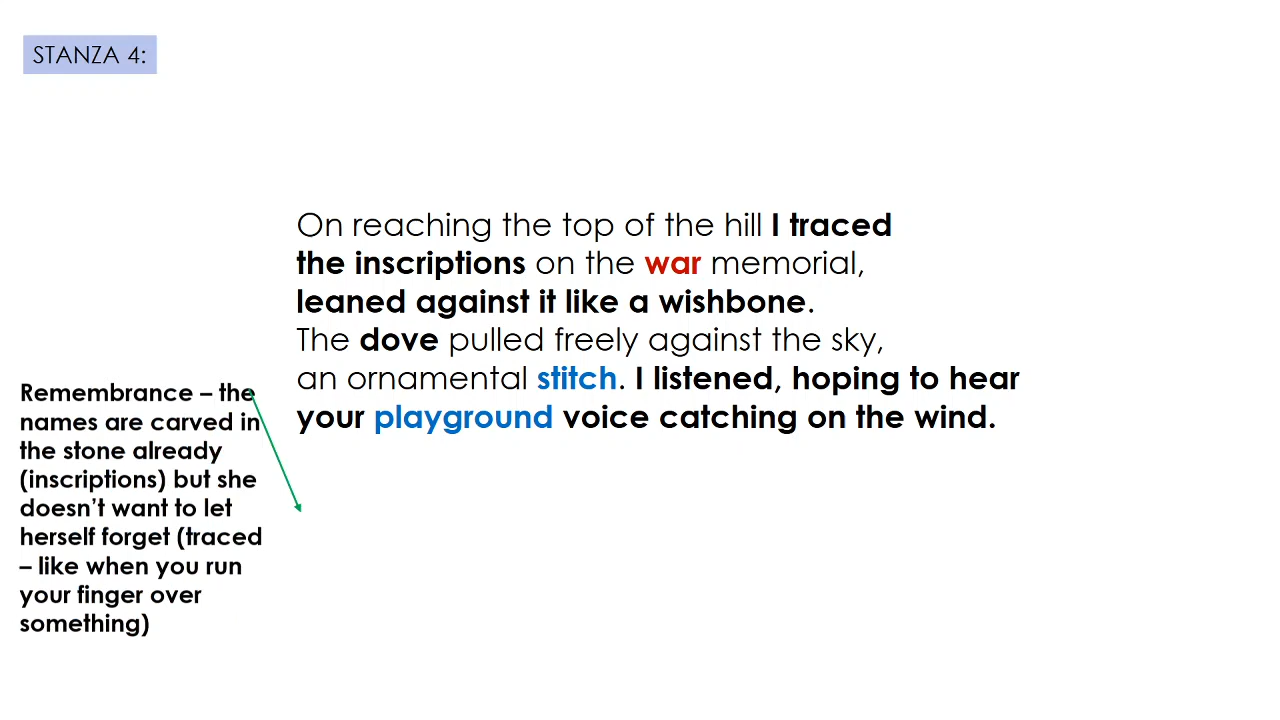 STANZA 4:
On reaching the top of the hill I traced
the inscriptions on the war memorial,
leaned against it like a wishbone.
The dove pulled freely against the sky,
an ornamental stitch. I listened, hoping to hear
your playground voice catching on the wind.
Remembrance – the
names are carved in
the stone already
(inscriptions) but she
doesn’t want to let
herself forget (traced
– like when you run
your finger over
something)